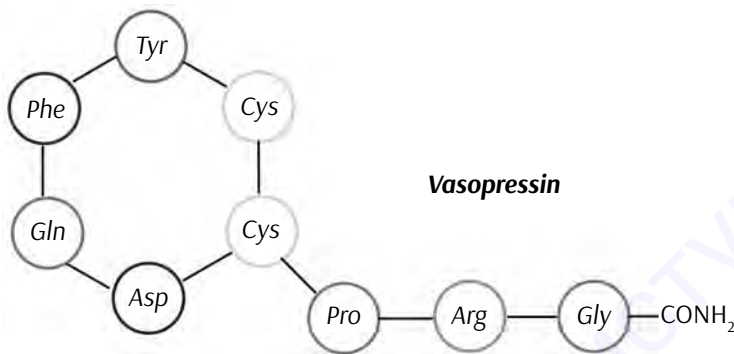 Tyr
Phe
Cys
Vasopressin
Gln
Cys
Asp
Pro
Arg
Gly
CONH₂